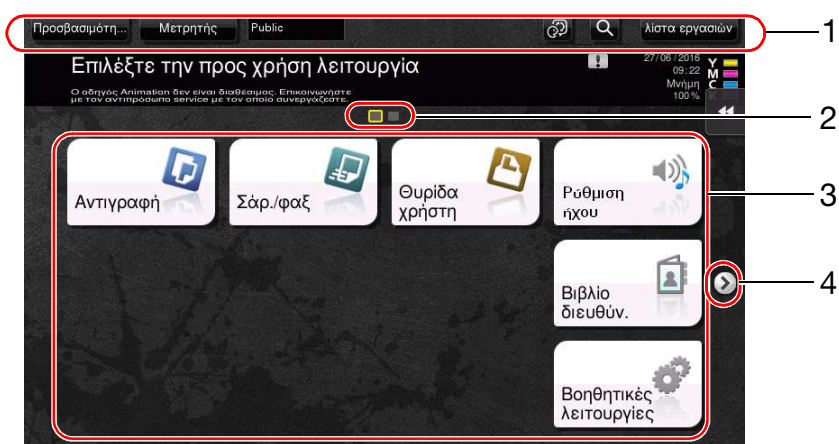 Προσβασιμότη... Μετρητής Public λίστα εργασιών 1
Επιλέξτε την προς χρήση λειτουργία
Ο οδηγός Animation δεν είναι διαθέσιμος. Επικοινωνήστε
με τον αντιπρόσωπο service με τον οποίο συνεργάζεστε.
27/06/2016
09:22
Μνήμη
100%
Y
M
C
K
2
Αντιγραφή
Σάρ./φαξ
Θυρίδα
χρήστη
Ρύθμιση
ήχου
3
Βιβλίο
διευθύν.
4
Βοηθητικές
λειτουργίες